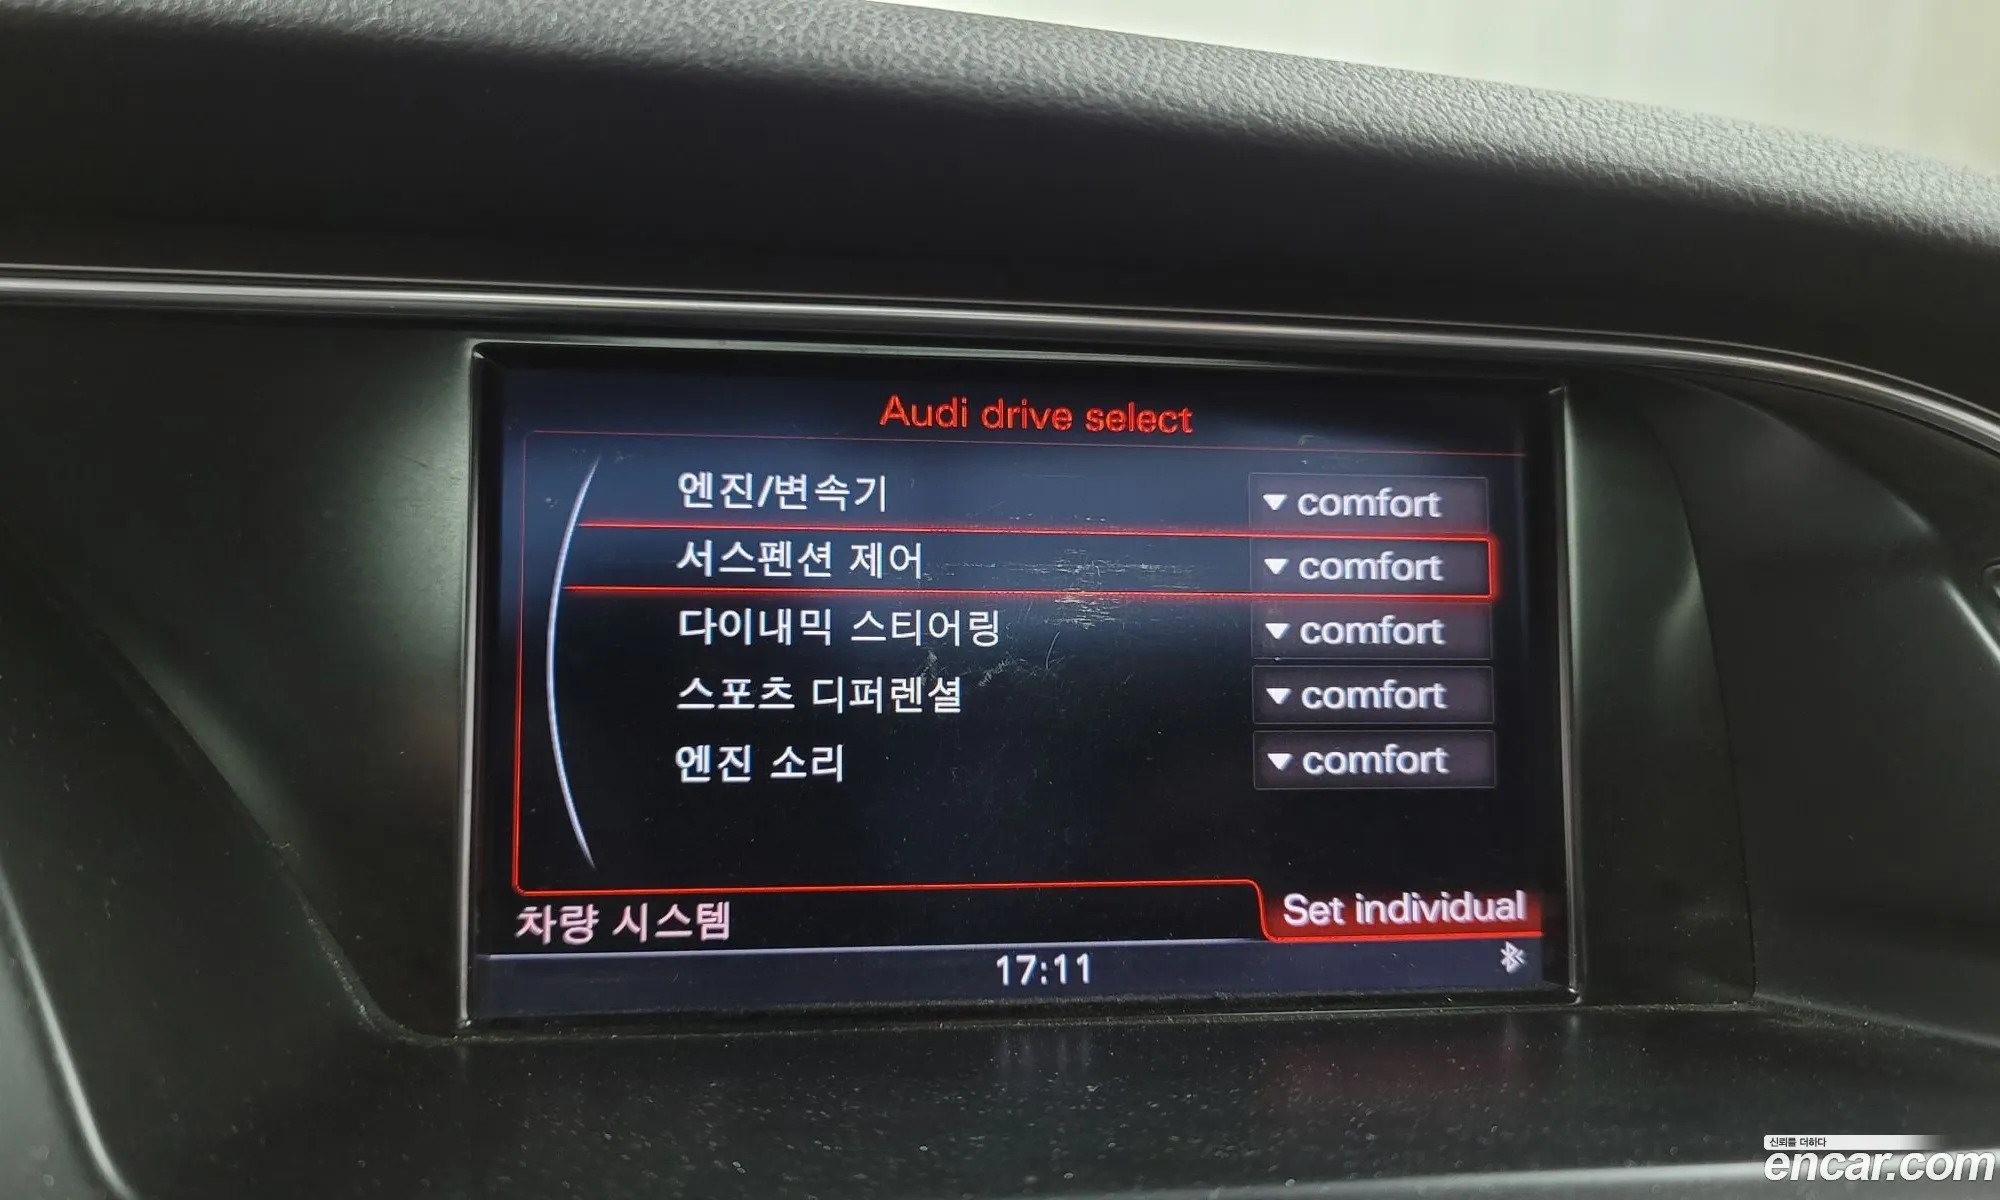 Audi drive select
엔진/변속기 ▼ comfort
서스펜션 제어 ▼ comfort
다이내믹 스티어링 ▼ comfort
스포츠 디퍼렌셜 ▼ comfort
엔진 소리 ▼ comfort
차량 시스템 Set individual
17:11
신뢰를 더하다
encar.com